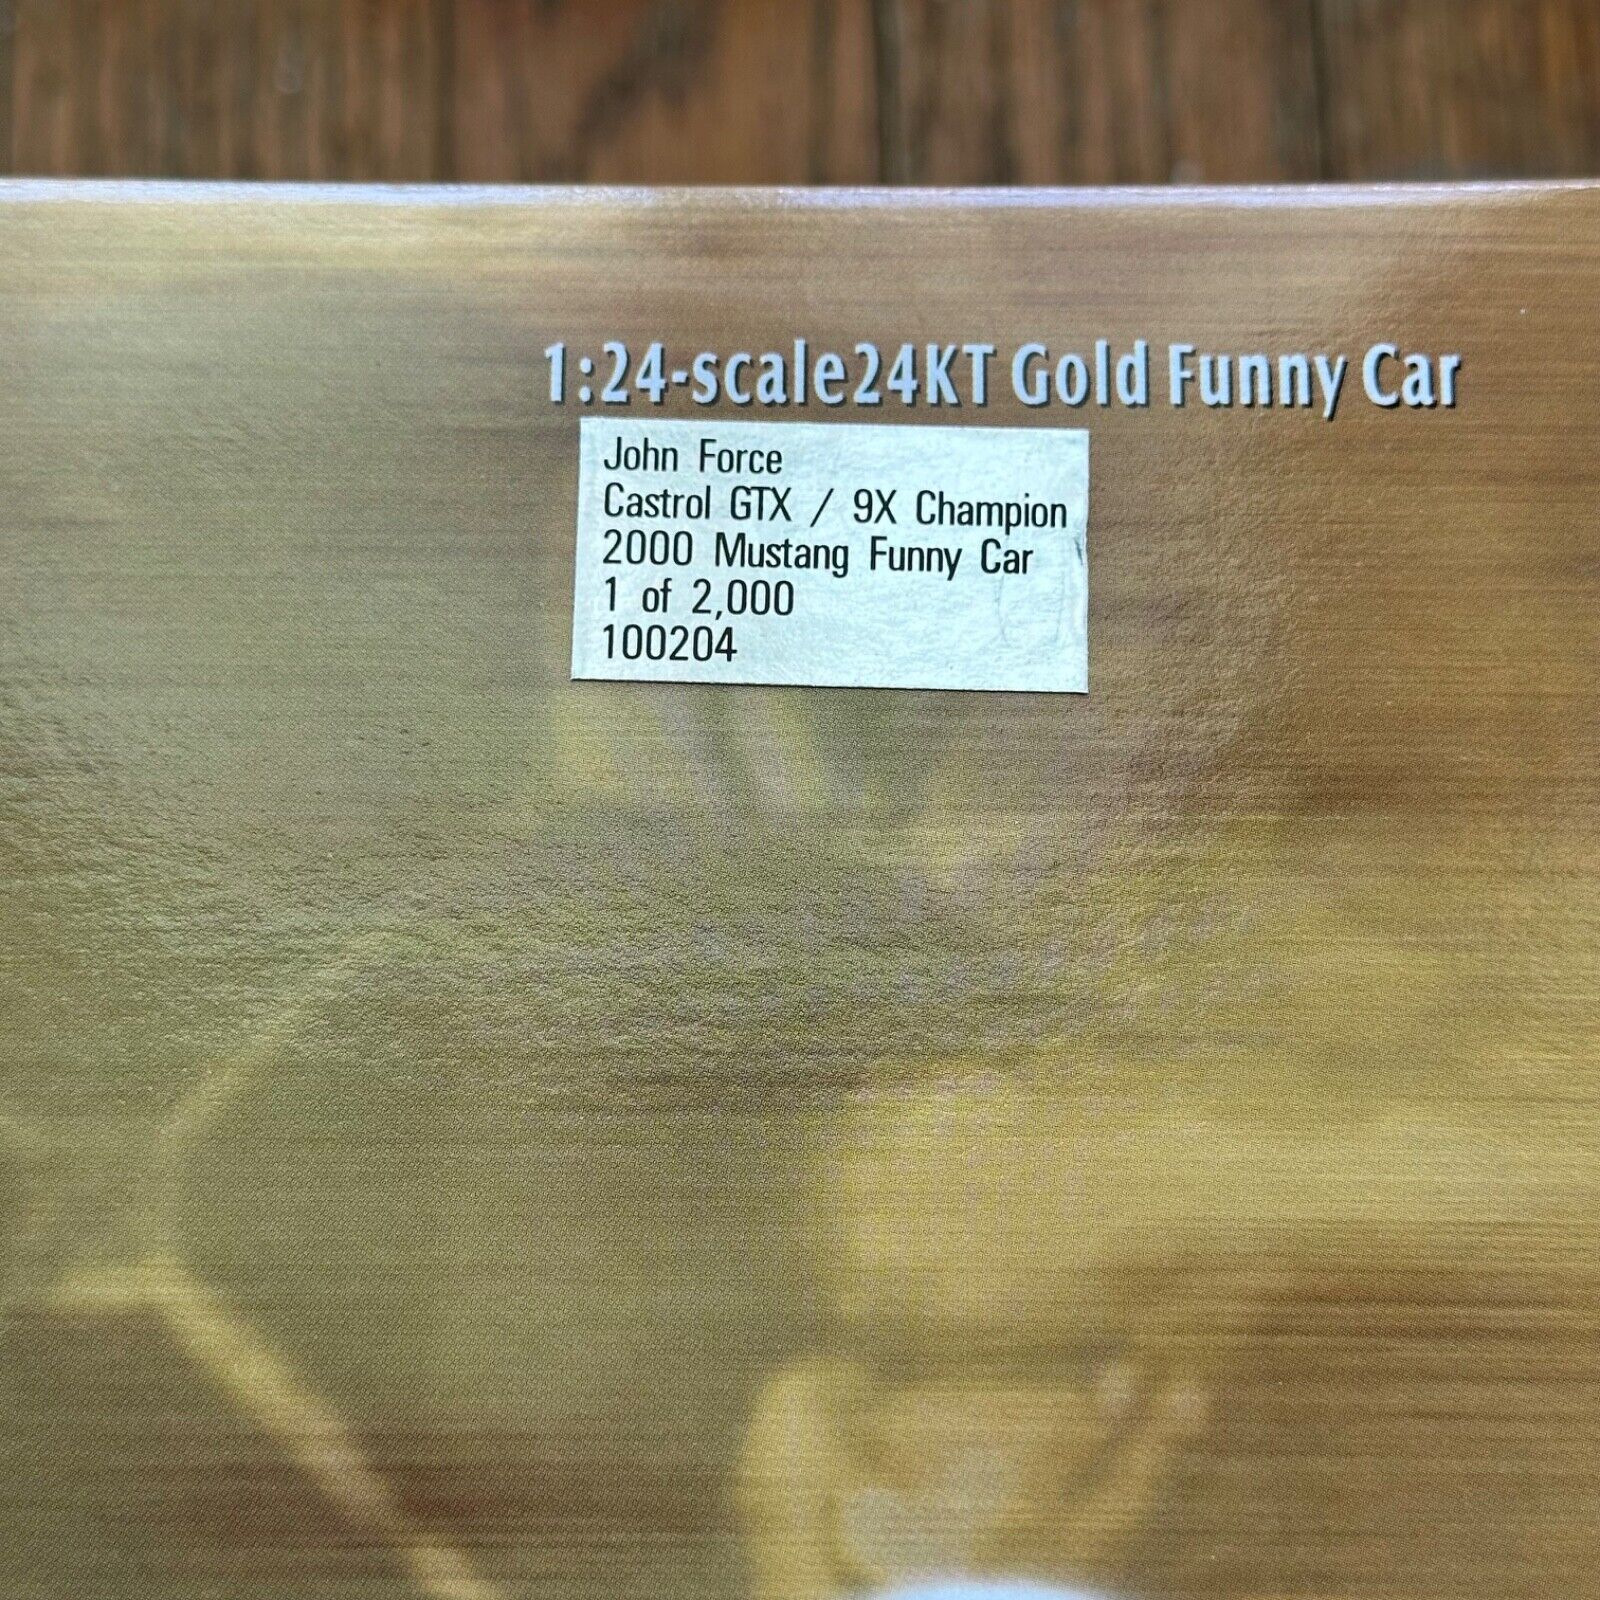 1:24-scale24KT Gold Funny Car
John Force
Castrol GTX / 9X Champion
2000 Mustang Funny Car
1 of 2,000
100204